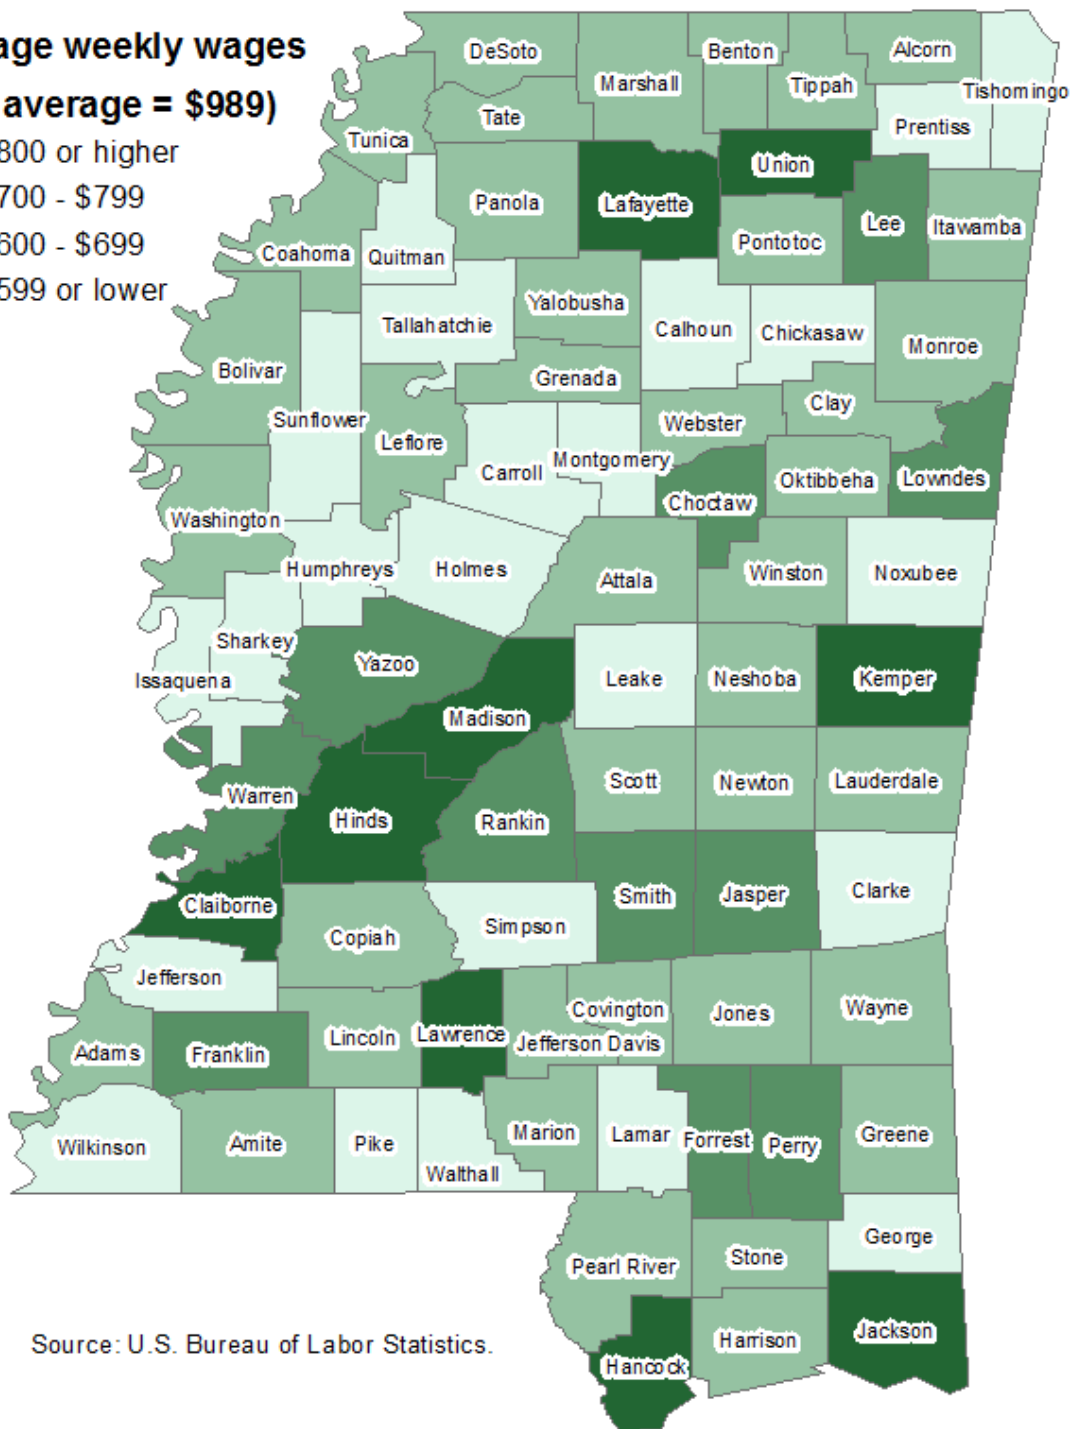 age weekly wages
average = $989)
800 or higher
700 - $799
600 - $699
599 or lower
DeSoto
Benton
Alcorn
Marshall
Tippah
Tishomingo
Tate
Prentiss
Tunica
Union
Panola
Lafayette
Lee
Itawamba
Pontotoc
Coahoma
Quitman
Yalobusha
Tallahatchie
Calhoun
Chickasaw
Monroe
Bolivar
Grenada
Clay
Sunflower
Webster
Leflore
Montgomery
Carroll
Oktibbeha
Lowndes
Choctaw
Washington
Humphreys
Holmes
Attala
Winston
Noxubee
Sharkey
Yazoo
Issaquena
Leake
Neshoba
Kemper
Madison
Scott
Newton
Lauderdale
Warren
Hinds
Rankin
Claiborne
Smith
Jasper
Clarke
Simpson
Copiah
Jefferson
Covington
Jones
Wayne
Lincoln
Lawrence
Jefferson Davis
Adams
Franklin
Marion
Lamar
Forrest
Perry
Greene
Wilkinson
Amite
Pike
Walthall
George
Pearl River
Stone
Jackson
Harrison
Hancock
Source: U.S. Bureau of Labor Statistics.